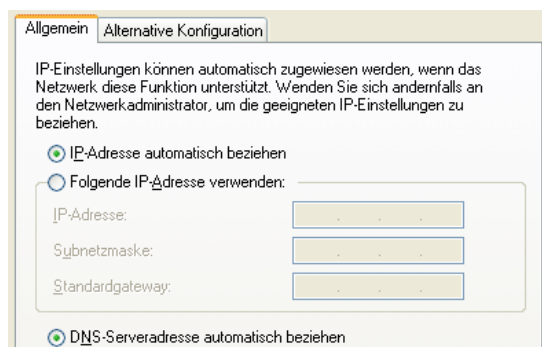 Allgemein Alternative Konfiguration
IP-Einstellungen können automatisch zugewiesen werden, wenn das
Netzwerk diese Funktion unterstützt. Wenden Sie sich andernfalls an
den Netzwerkadministrator, um die geeigneten IP-Einstellungen zu
beziehen.
IP-Adresse automatisch beziehen
Folgende IP-Adresse verwenden:
IP-Adresse:
Subnetzmaske:
Standardgateway:
DNS-Serveradresse automatisch beziehen